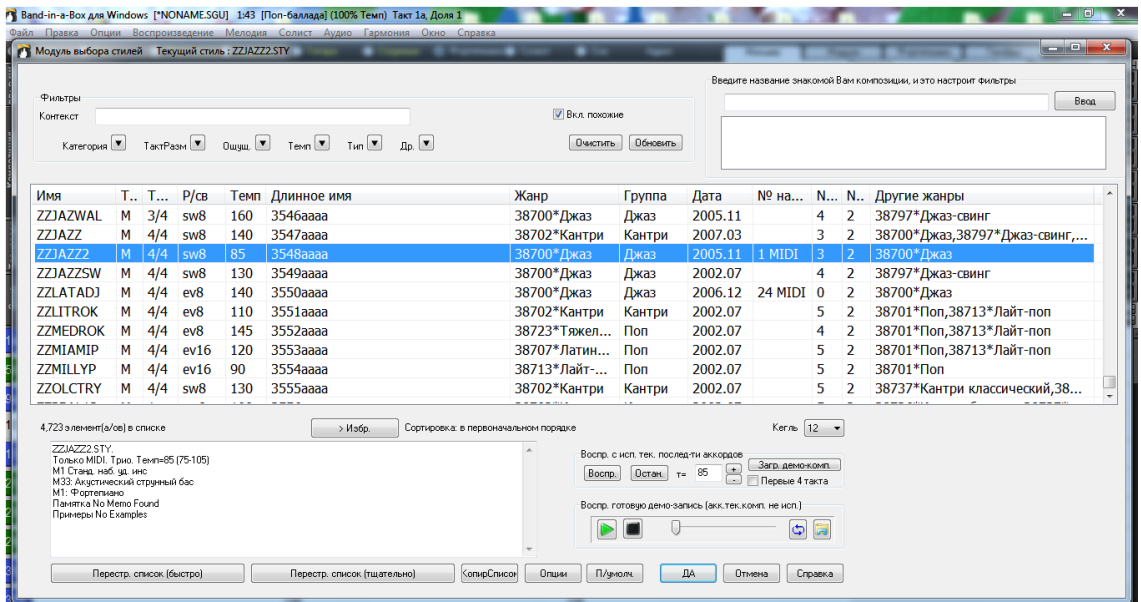 Band-in-a-Box для Windows [*NONAME.SGU] 1:43 [Поп-баллада] (100% Темп) Такт 1а, Доля 1
Файл Правка Опции Воспроизведение Мелодия Солист Аудио Гармония Окно Справка
Модуль выбора стилей Текущий стиль : ZZJAZZ2.STY
Введите название знакомой Вам композиции, и это настроит фильтры
Фильтры
Ввод
Контекст
Вкл. похожие
Категория ТактРазм Ощущ. Темп Тип Др. Очистить Обновить
Имя Т.. Т... Р/св Темп Длинное имя Жанр Группа Дата № на... N... N.. Другие жанры
ZZJAZWAL M 3/4 sw8 160 3546aaaa 38700*Джаз Джаз 2005.11 4 2 38797*Джаз-свинг
ZZJAZZ M 4/4 sw8 140 3547aaaa 38702*Кантри Кантри 2007.03 3 2 38700*Джаз,38797*Джаз-свинг,...
ZZJAZZ2 M 4/4 sw8 85 3548aaaa 38700*Джаз Джаз 2005.11 1 MIDI 3 2 38700*Джаз
ZZJAZZSW M 4/4 sw8 130 3549aaaa 38700*Джаз Джаз 2002.07 4 2 38797*Джаз-свинг
ZZLATADJ M 4/4 ev8 140 3550aaaa 38700*Джаз Джаз 2006.12 24 MIDI 0 2 38700*Джаз
ZZLITROK M 4/4 ev8 110 3551aaaa 38702*Кантри Кантри 2002.07 5 2 38701*Поп,38713*Лайт-поп
ZZMEDROK M 4/4 ev8 145 3552aaaa 38723*Тяжел... Поп 2002.07 4 2 38701*Поп,38713*Лайт-поп
ZZMIAMIP M 4/4 ev16 120 3553aaaa 38707*Латин... Поп 2002.07 5 2 38701*Поп,38713*Лайт-поп
ZZMILLYP M 4/4 ev16 90 3554aaaa 38713*Лайт-... Поп 2002.07 5 2 38701*Поп
ZZOLCTRY M 4/4 sw8 130 3555aaaa 38702*Кантри Кантри 2002.07 5 2 38737*Кантри классический,38...
4,723 элемент(а/ов) в списке > Избр. Сортировка: в первоначальном порядке Кегль 12
ZZJAZZ2.STY.
Только MIDI. Трио. Темп=85 (75-105)
M1 Станд. наб. уд. инс
M33: Акустический струнный бас
M1: Фортепиано
Памятка No Memo Found
Примеры No Examples
Воспр. с исп. тек. послед-ти аккордов
Воспр. Остан. т= 85 + - Загр. демо-комп.
Первые 4 такта
Воспр. готовую демо-запись (акк.тек.комп. не исп.)
Перестр. список (быстро) Перестр. список (тщательно) КопирСписок Опции П/умолч. ДА Отмена Справка